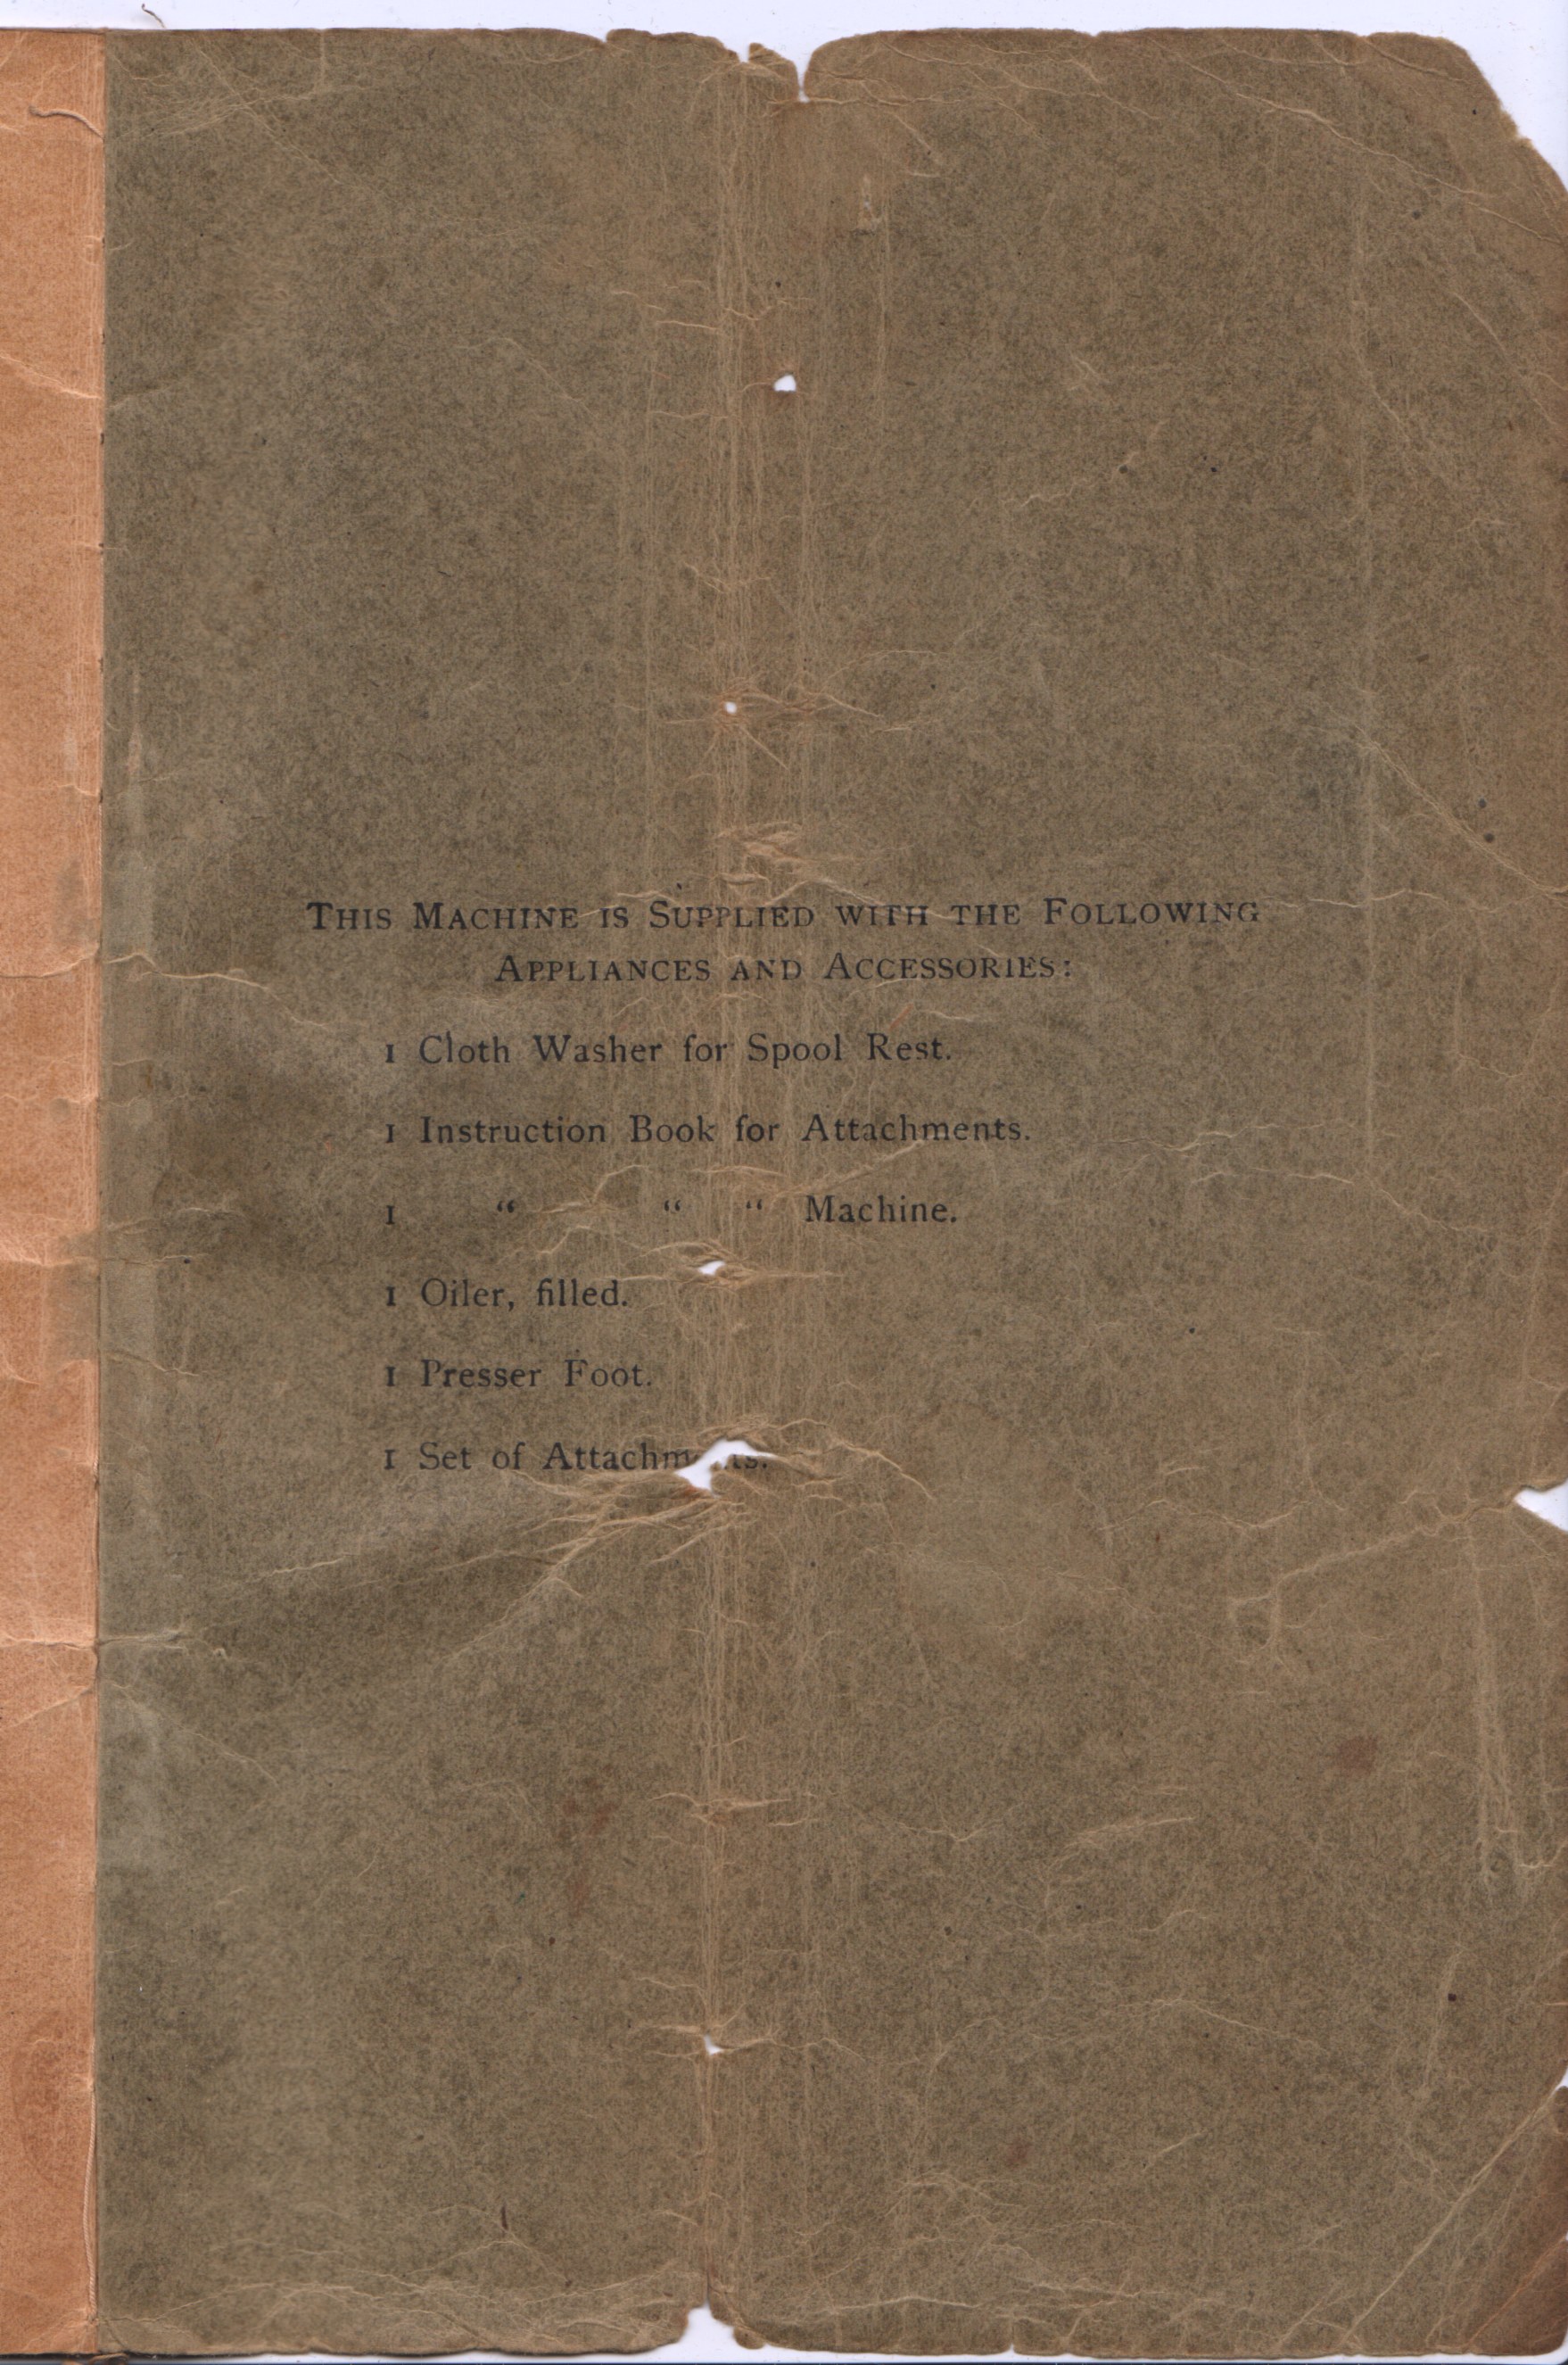 This Machine is Supplied with the Following
Appliances and Accessories:
1 Cloth Washer for Spool Rest.
1 Instruction Book for Attachments.
1 “ “ “ Machine.
1 Oiler, filled.
1 Presser Foot.
1 Set of